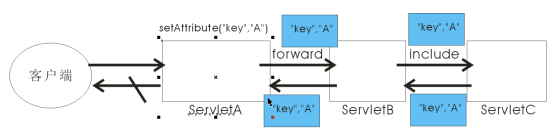 setAttribute("key","A")
"key","A"
"key","A"
forward
include
客户端
"key","A"
"key","A"
ServletA
ServletB
ServletC